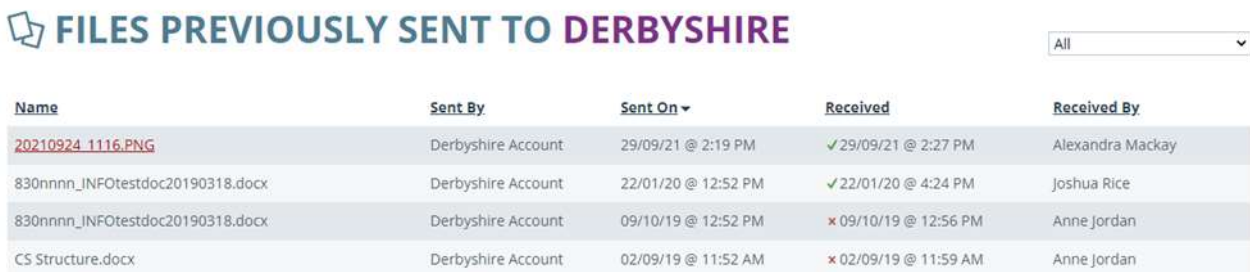 FILES PREVIOUSLY SENT TO DERBYSHIRE
All
Name Sent By Sent On Received Received By
20210924_1116.PNG Derbyshire Account 29/09/21 @ 2:19 PM ✓29/09/21 @ 2:27 PM Alexandra Mackay
830nnnn_INFOtestdoc20190318.docx Derbyshire Account 22/01/20 @ 12:52 PM ✓22/01/20 @ 4:24 PM Joshua Rice
830nnnn_INFOtestdoc20190318.docx Derbyshire Account 09/10/19 @ 12:52 PM ×09/10/19 @ 12:56 PM Anne Jordan
CS Structure.docx Derbyshire Account 02/09/19 @ 11:52 AM ×02/09/19 @ 11:59 AM Anne Jordan